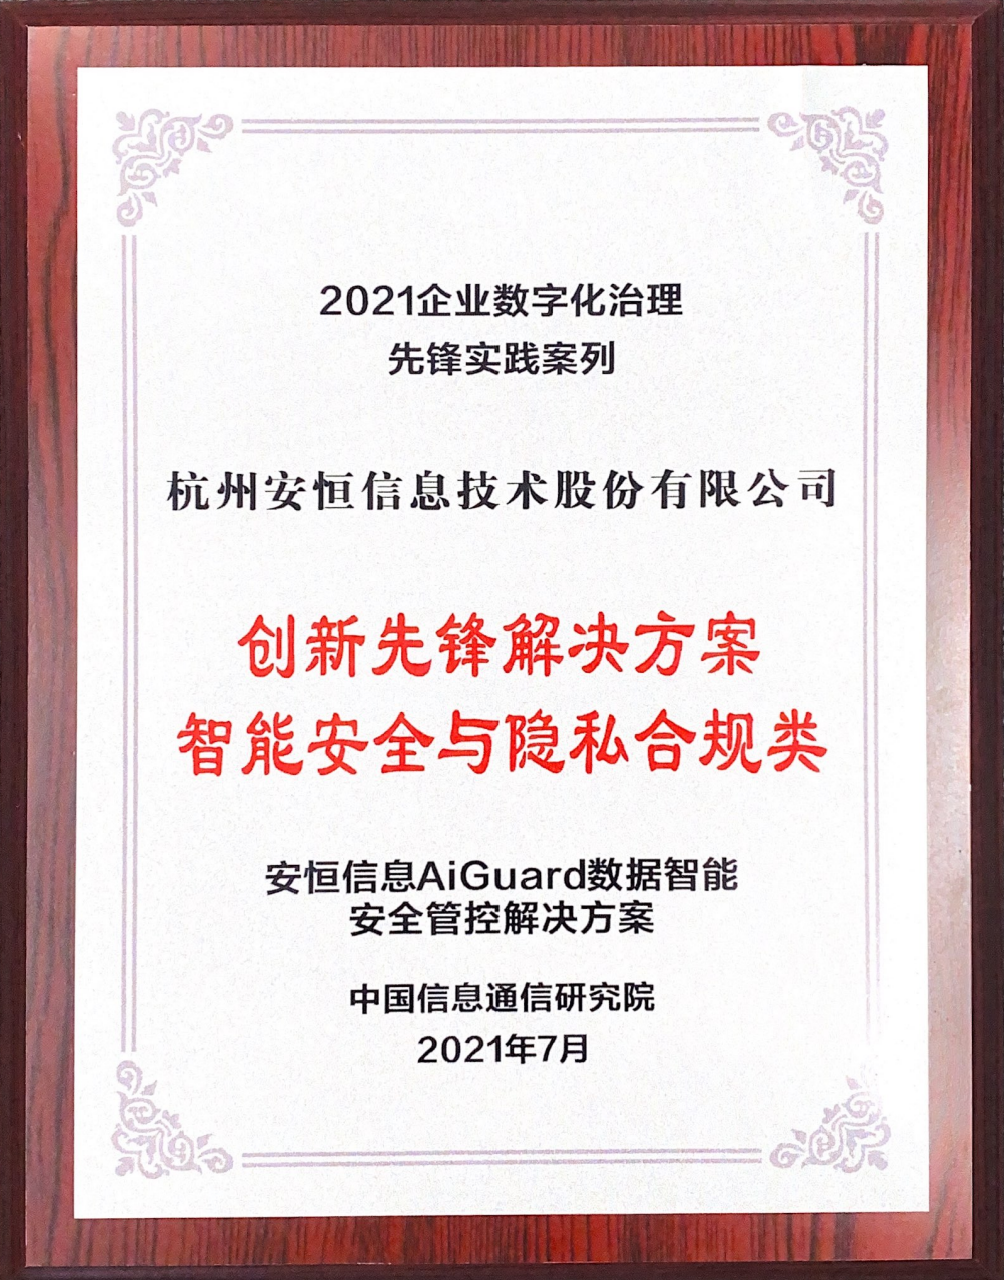 2021企业数字化治理
先锋实践案列
杭州安恒信息技术股份有限公司
创新先锋解决方案
智能安全与隐私合规类
安恒信息AiGuard数据智能
安全管控解决方案
中国信息通信研究院
2021年7月